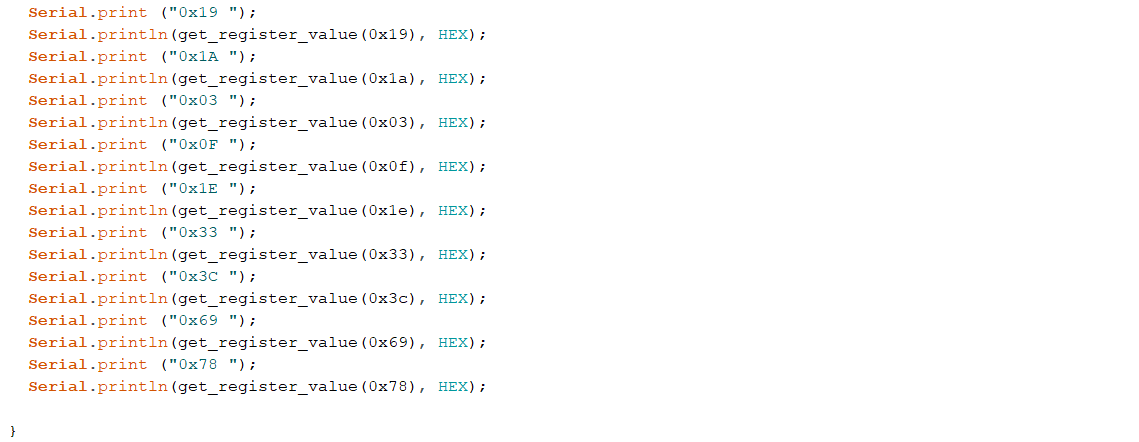 Serial.print ("0x19 ");
Serial.println(get_register_value(0x19), HEX);
Serial.print ("0x1A ");
Serial.println(get_register_value(0x1a), HEX);
Serial.print ("0x03 ");
Serial.println(get_register_value(0x03), HEX);
Serial.print ("0x0F ");
Serial.println(get_register_value(0x0f), HEX);
Serial.print ("0x1E ");
Serial.println(get_register_value(0x1e), HEX);
Serial.print ("0x33 ");
Serial.println(get_register_value(0x33), HEX);
Serial.print ("0x3C ");
Serial.println(get_register_value(0x3c), HEX);
Serial.print ("0x69 ");
Serial.println(get_register_value(0x69), HEX);
Serial.print ("0x78 ");
Serial.println(get_register_value(0x78), HEX);
}